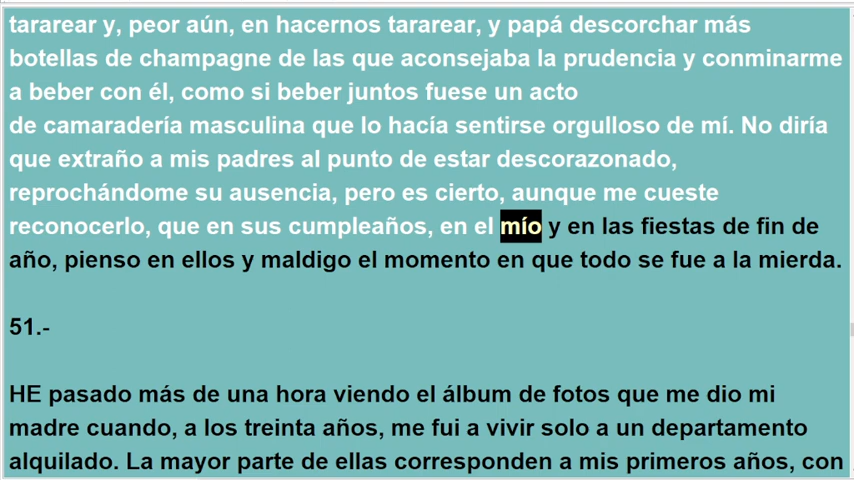 tararear y, peor aún, en hacernos tararear, y papá descorchar más
botellas de champagne de las que aconsejaba la prudencia y conminarme
a beber con él, como si beber juntos fuese un acto
de camaradería masculina que lo hacía sentirse orgulloso de mí. No diría
que extraño a mis padres al punto de estar descorazonado,
reprochándome su ausencia, pero es cierto, aunque me cueste
reconocerlo, que en sus cumpleaños, en el mío y en las fiestas de fin de
año, pienso en ellos y maldigo el momento en que todo se fue a la mierda.
51.-
HE pasado más de una hora viendo el álbum de fotos que me dio mi
madre cuando, a los treinta años, me fui a vivir solo a un departamento
alquilado. La mayor parte de ellas corresponden a mis primeros años, con